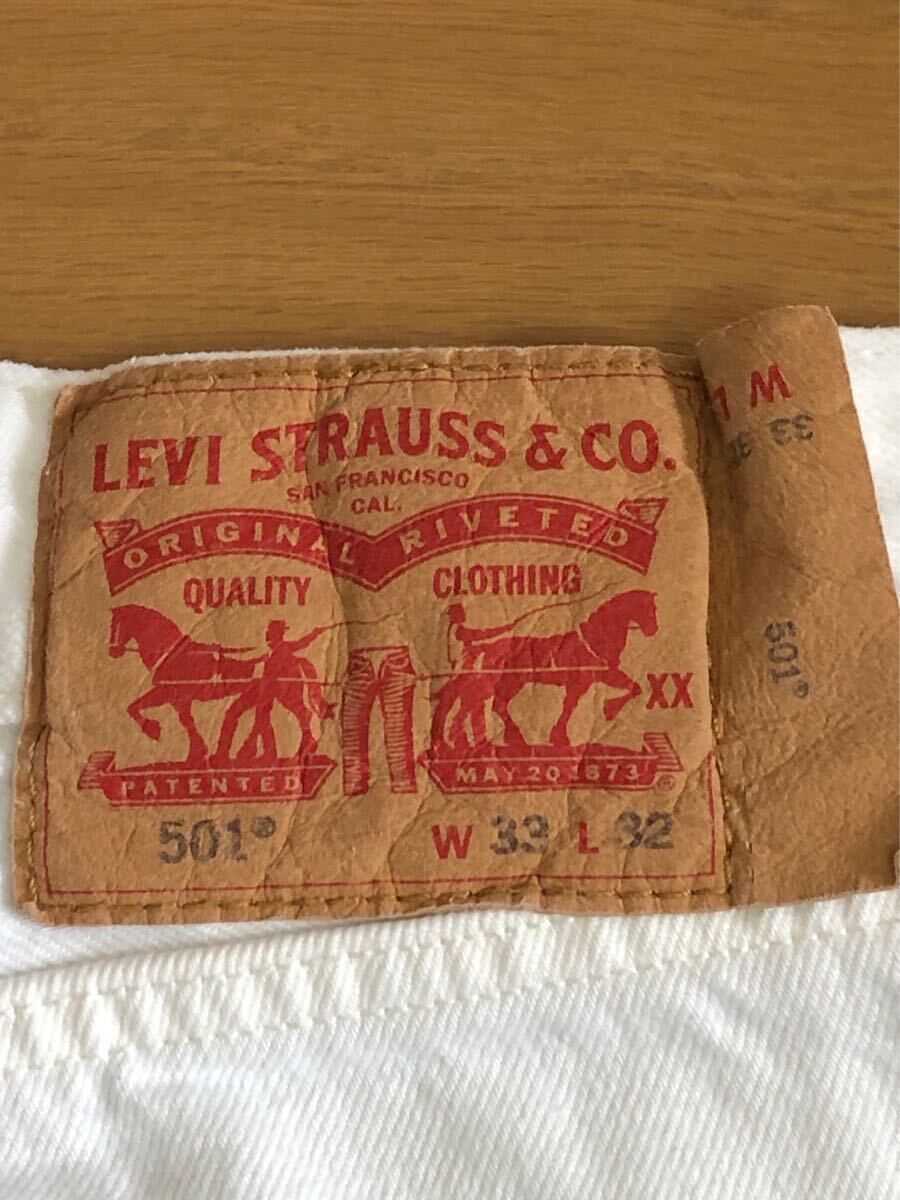 LEVI STRAUSS & CO.
SAN FRANCISCO
CAL.
ORIGINAL RIVETED
QUALITY CLOTHING
XX
PATENTED MAY 20 1873 ®
501® W 33 L 32
W L
33
501®